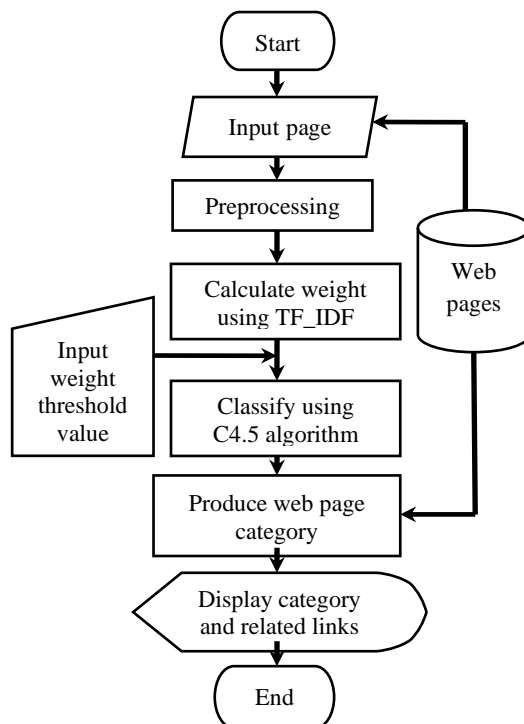 Start
Input page
Preprocessing
Web
pages
Calculate weight
using TF_IDF
Input
weight
threshold
value
Classify using
C4.5 algorithm
Produce web page
category
Display category
and related links
End